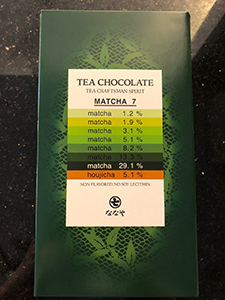 TEA CHOCOLATE
TEA CRAFTSMAN SPIRIT
MATCHA 7
matcha 1.2 %
matcha 1.9 %
matcha 3.1 %
matcha 5.1 %
matcha 8.2 %
matcha 29.1 %
houjicha 5.1 %
NON FLAVORED, NO SOY LECITHIN
ななや